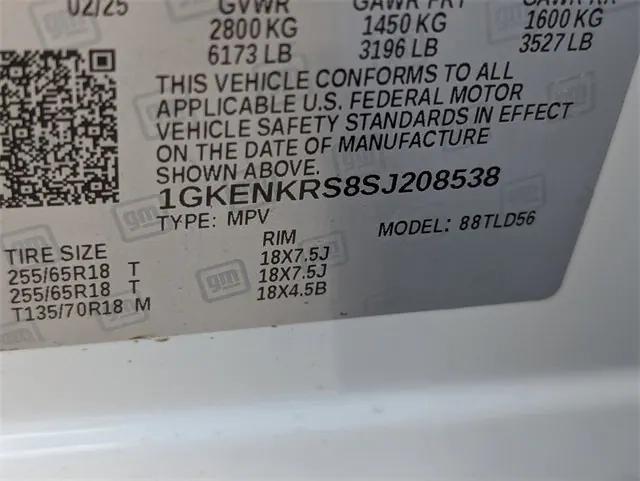 02/25 GVWR GAWR FRT GAWR RR
2800 KG 1450 KG 1600 KG
6173 LB 3196 LB 3527 LB
THIS VEHICLE CONFORMS TO ALL
APPLICABLE U.S. FEDERAL MOTOR
VEHICLE SAFETY STANDARDS IN EFFECT
ON THE DATE OF MANUFACTURE
SHOWN ABOVE.
1GKENKRS8SJ208538
TYPE: MPV MODEL: 88TLD56
TIRE SIZE RIM
255/65R18 T 18X7.5J
255/65R18 T 18X7.5J
T135/70R18 M 18X4.5B
gm